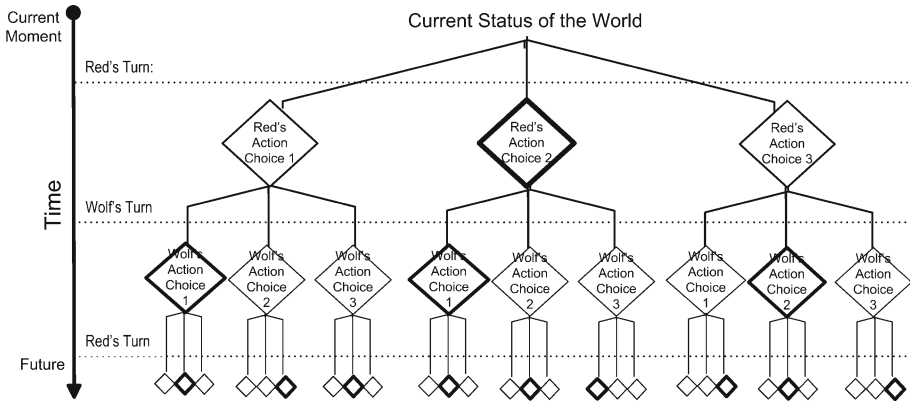 Current Status of the World
Current
Moment
Red's Turn:
Red's
Action
Choice 1
Red's
Action
Choice 2
Red's
Action
Choice 3
Time
Wolf's Turn
Wolf's
Action
Choice
1
Wolf's
Action
Choice
2
Wolf's
Action
Choice
3
Wolf's
Action
Choice
1
Wolf's
Action
Choice
2
Wolf's
Action
Choice
3
Wolf's
Action
Choice
1
Wolf's
Action
Choice
2
Wolf's
Action
Choice
3
Red's Turn
Future